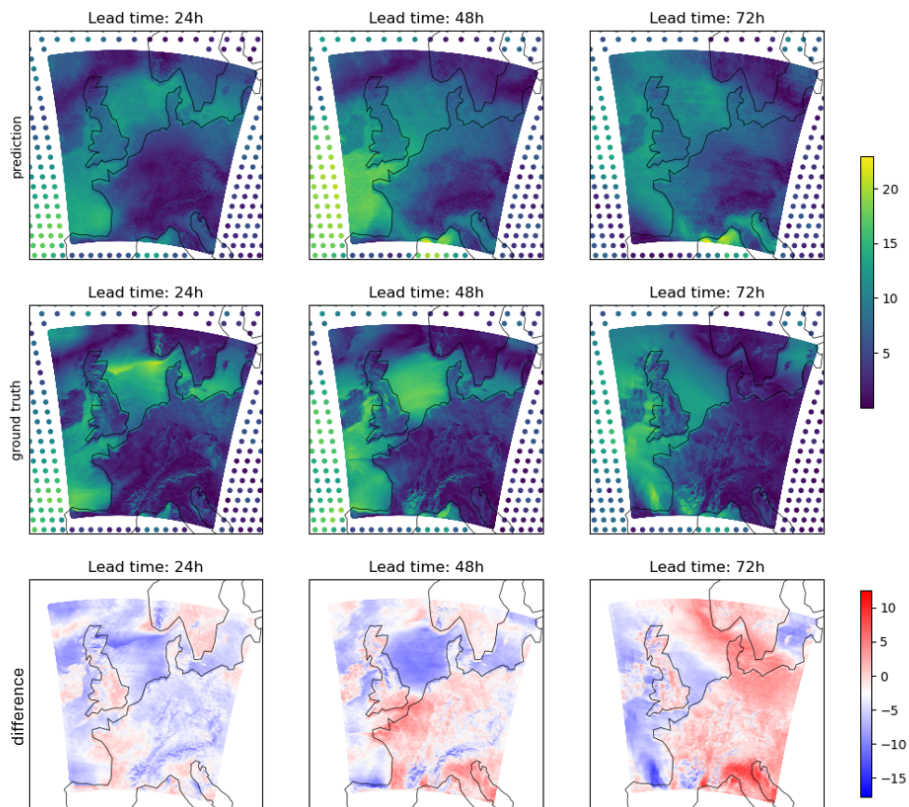 Lead time: 24h
Lead time: 48h
Lead time: 72h
prediction
Lead time: 24h
Lead time: 48h
Lead time: 72h
ground truth
20
15
10
5
Lead time: 24h
Lead time: 48h
Lead time: 72h
difference
10
5
0
−5
−10
−15